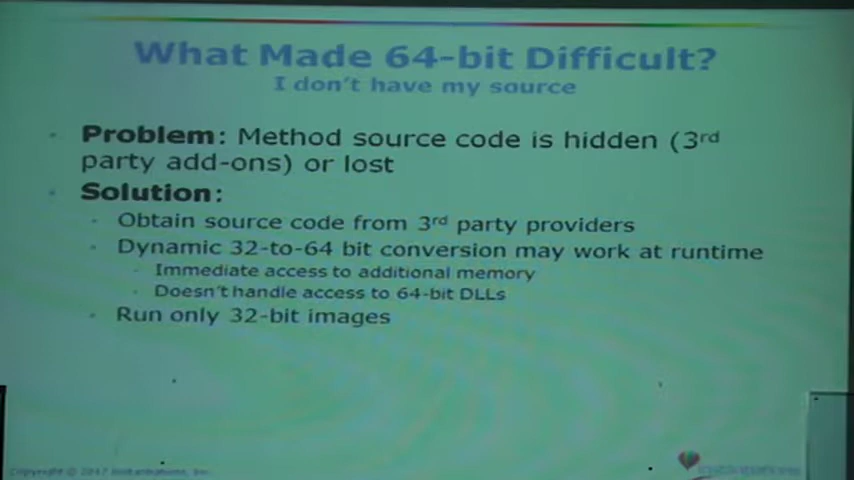 What Made 64-bit Difficult?
I don't have my source
Problem: Method source code is hidden (3rd
party add-ons) or lost
Solution:
Obtain source code from 3rd party providers
Dynamic 32-to-64 bit conversion may work at runtime
Immediate access to additional memory
Doesn't handle access to 64-bit DLLs
Run only 32-bit images
Copyright ©